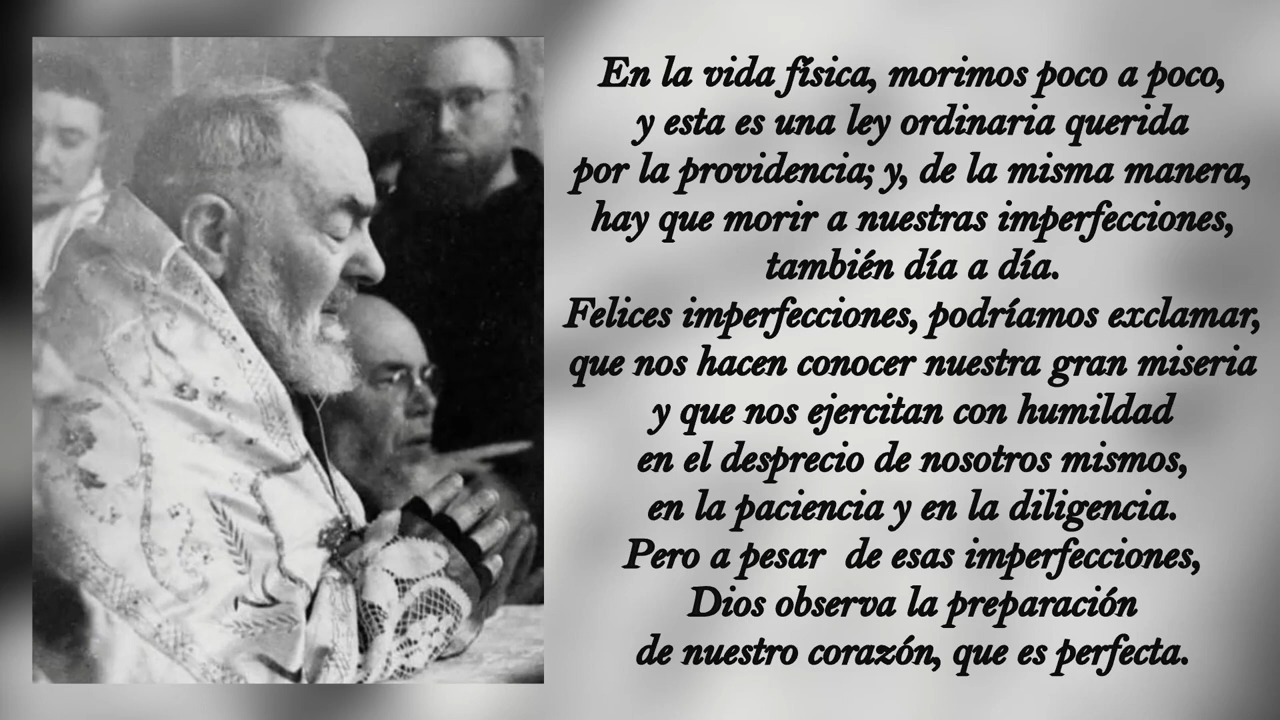 En la vida física, morimos poco a poco,
y esta es una ley ordinaria querida
por la providencia; y, de la misma manera,
hay que morir a nuestras imperfecciones,
también día a día.
Felices imperfecciones, podríamos exclamar,
que nos hacen conocer nuestra gran miseria
y que nos ejercitan con humildad
en el desprecio de nosotros mismos,
en la paciencia y en la diligencia.
Pero a pesar  de esas imperfecciones,
Dios observa la preparación
de nuestro corazón, que es perfecta.